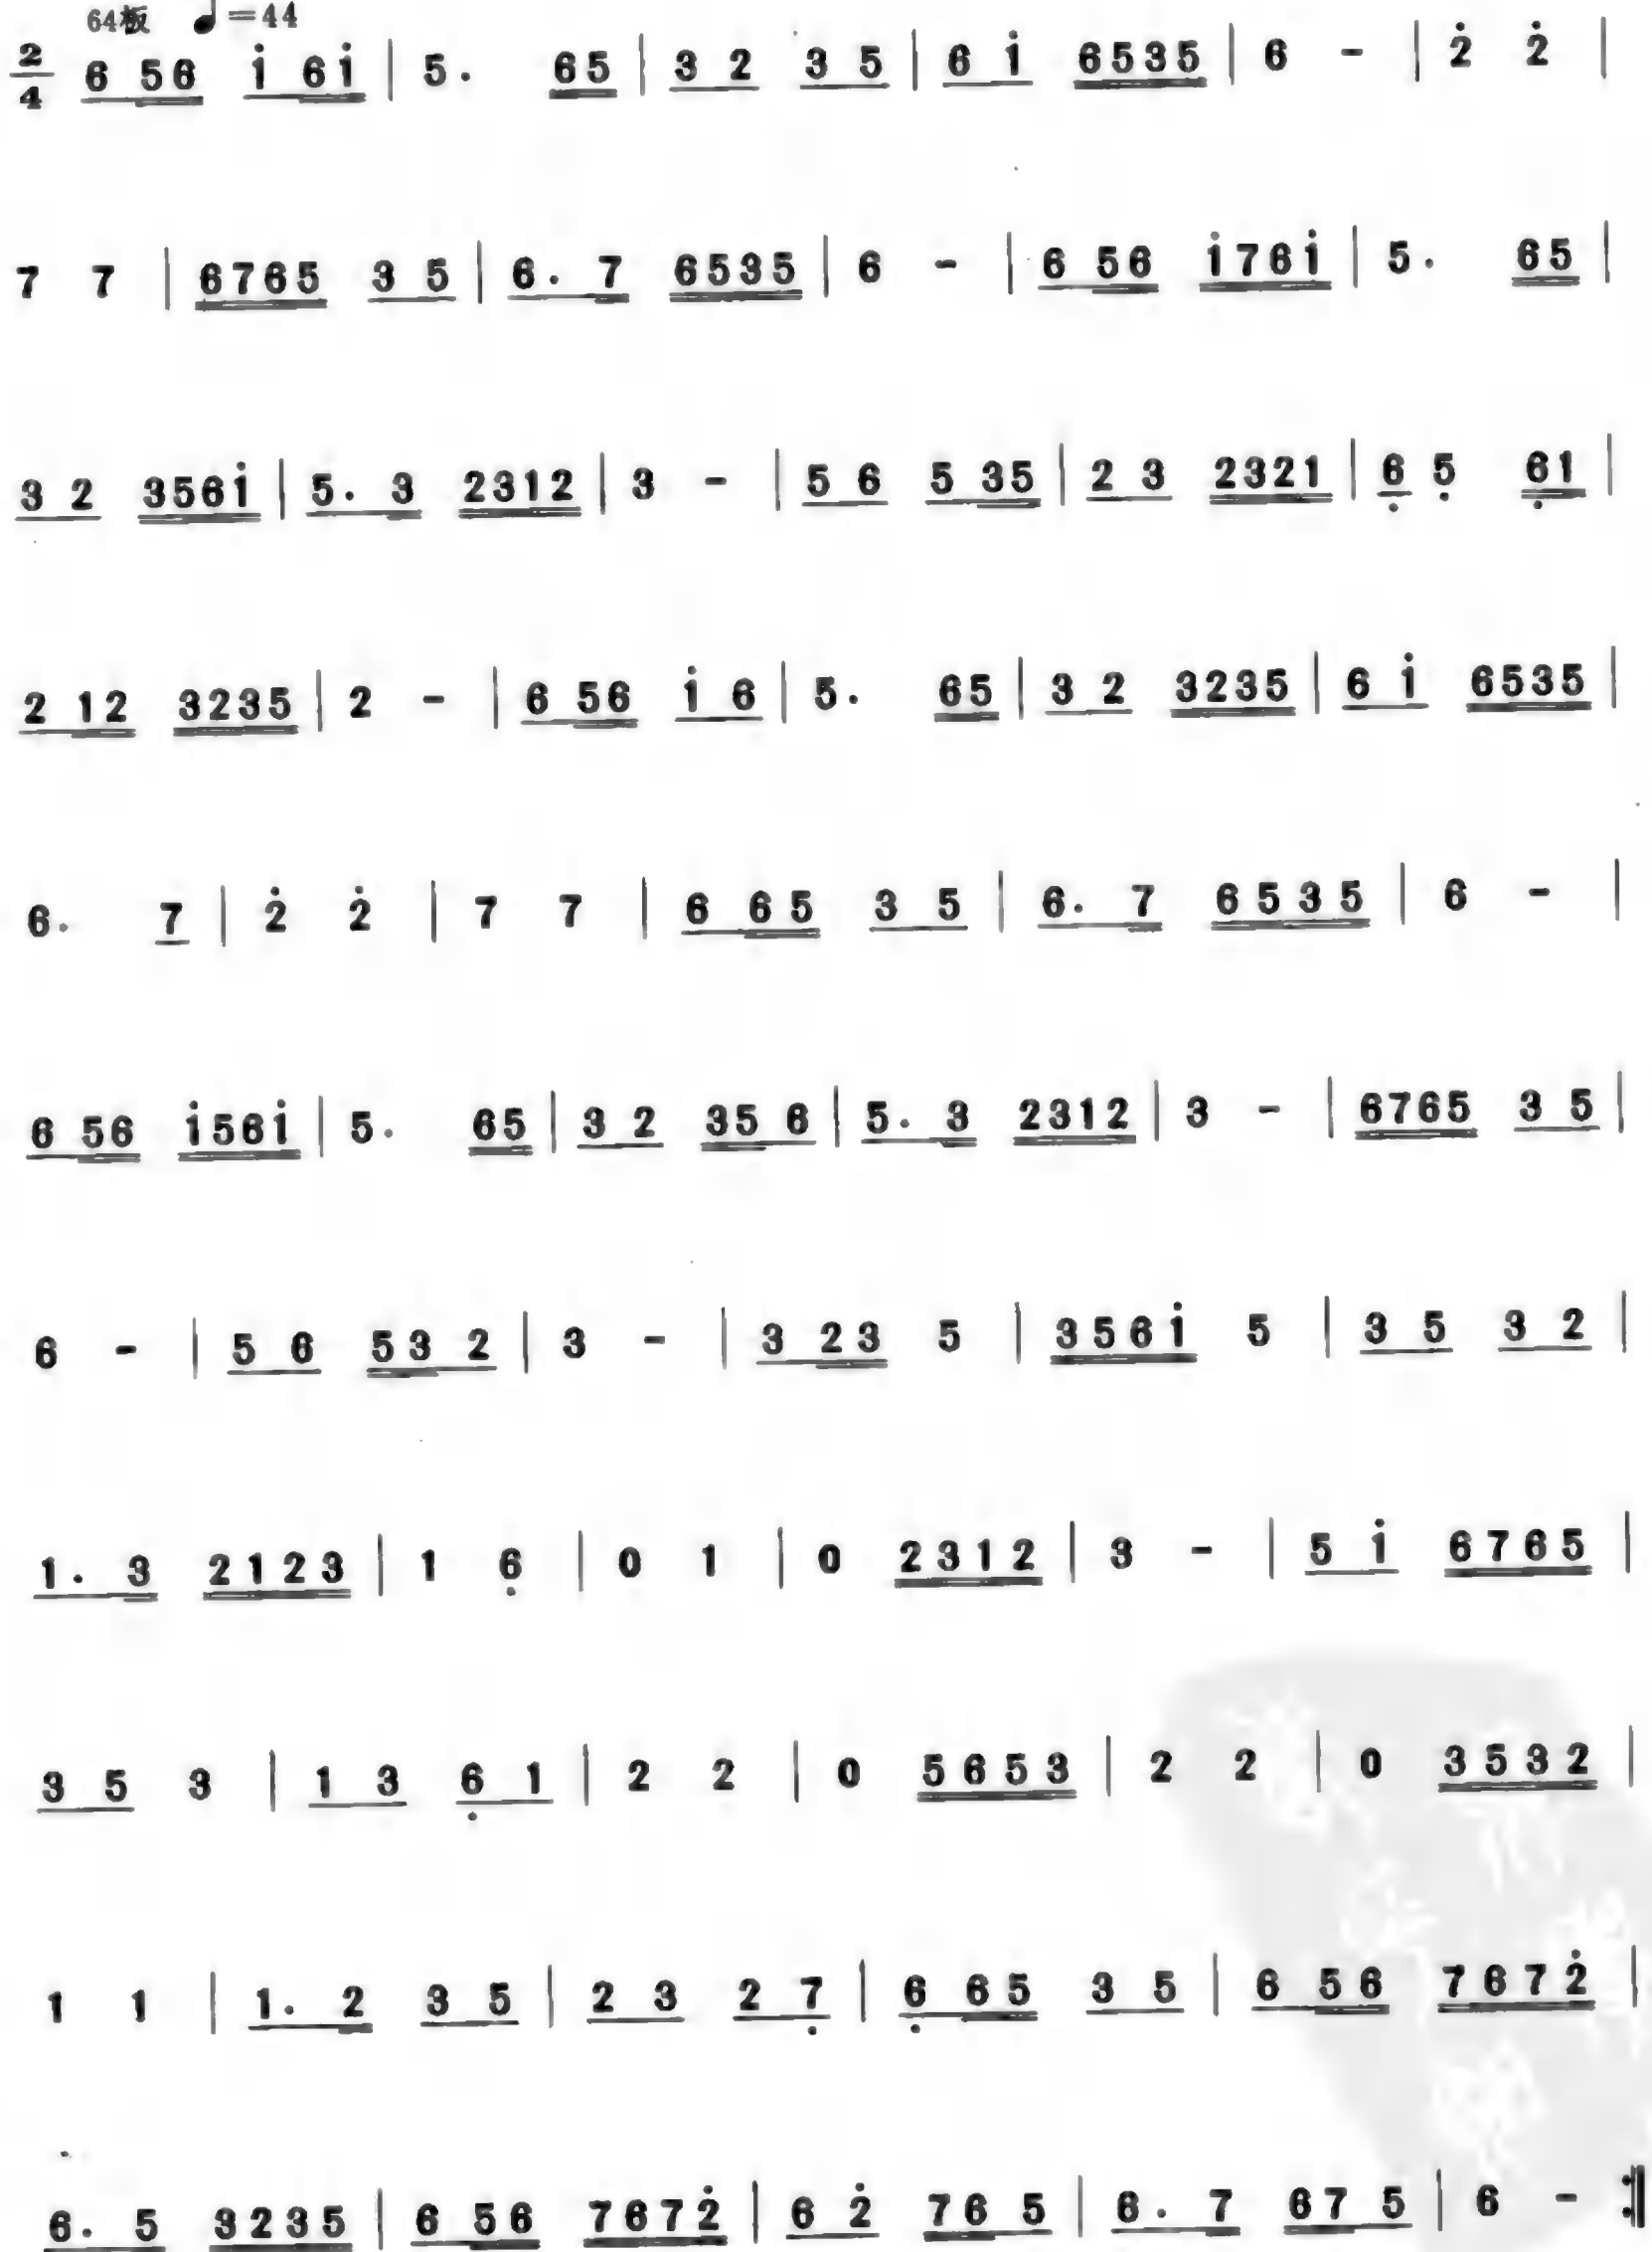 64板 ♩=44
2/4 6 56 i̇ 6i̇ | 5. 65 | 3 2 3 5 | 6 i̇ 6535 | 6 - | 2̇ 2̇ |
7 7 | 6765 3 5 | 6. 7 6535 | 6 - | 6 56 i̇76i̇ | 5. 65 |
3 2 356i̇ | 5. 3 2312 | 3 - | 5 6 5 35 | 2 3 2321 | 6̣ 5̣ 6̣1 |
2 12 3235 | 2 - | 6 56 i̇ 6 | 5. 65 | 3 2 3235 | 6 i̇ 6535 |
6. 7 | 2̇ 2̇ | 7 7 | 6 65 3 5 | 6. 7 6535 | 6 - |
6 56 i̇56i̇ | 5. 65 | 3 2 35 6 | 5. 3 2312 | 3 - | 6765 3 5 |
6 - | 5 6 53 2 | 3 - | 3 23 5 | 356i̇ 5 | 3 5 3 2 |
1. 3 2123 | 1 6̣ | 0 1 | 0 2312 | 3 - | 5 i̇ 6765 |
3 5 3 | 1 3 6̣ 1 | 2 2 | 0 5653 | 2 2 | 0 3532 |
1 1 | 1. 2 3 5 | 2 3 2 7̣ | 6̣ 65 3 5 | 6 56 7672̇ |
6. 5 3235 | 6 56 7672̇ | 6 2̇ 76 5 | 6. 7 67 5 | 6 - :‖